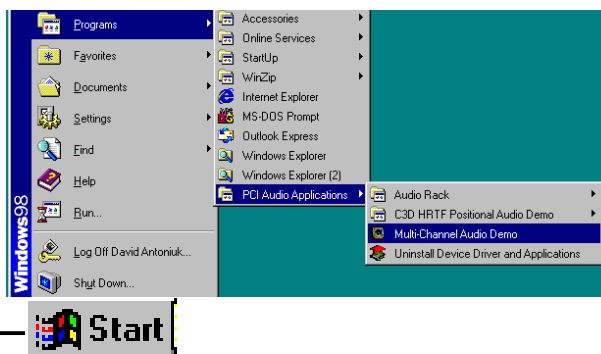 Programs
Favorites
Documents
Settings
Find
Help
Run...
Log Off David Antoniuk...
Shut Down...
Windows98
Accessories
Online Services
StartUp
WinZip
Internet Explorer
MS-DOS Prompt
Outlook Express
Windows Explorer
Windows Explorer (2)
PCI Audio Applications
Audio Rack
C3D HRTF Positional Audio Demo
Multi-Channel Audio Demo
Uninstall Device Driver and Applications
Start